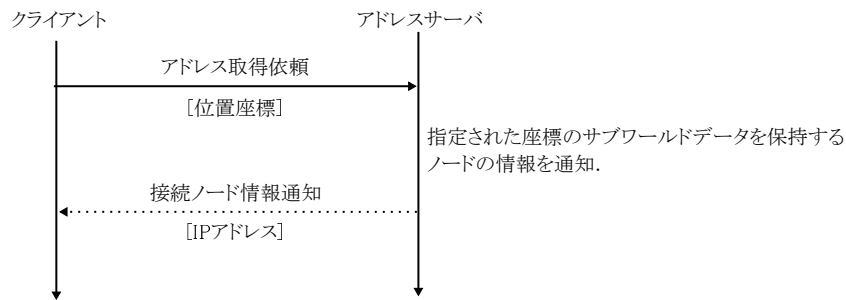 クライアント
アドレスサーバ
アドレス取得依頼
[位置座標]
指定された座標のサブワールドデータを保持する
ノードの情報を通知.
接続ノード情報通知
[IPアドレス]